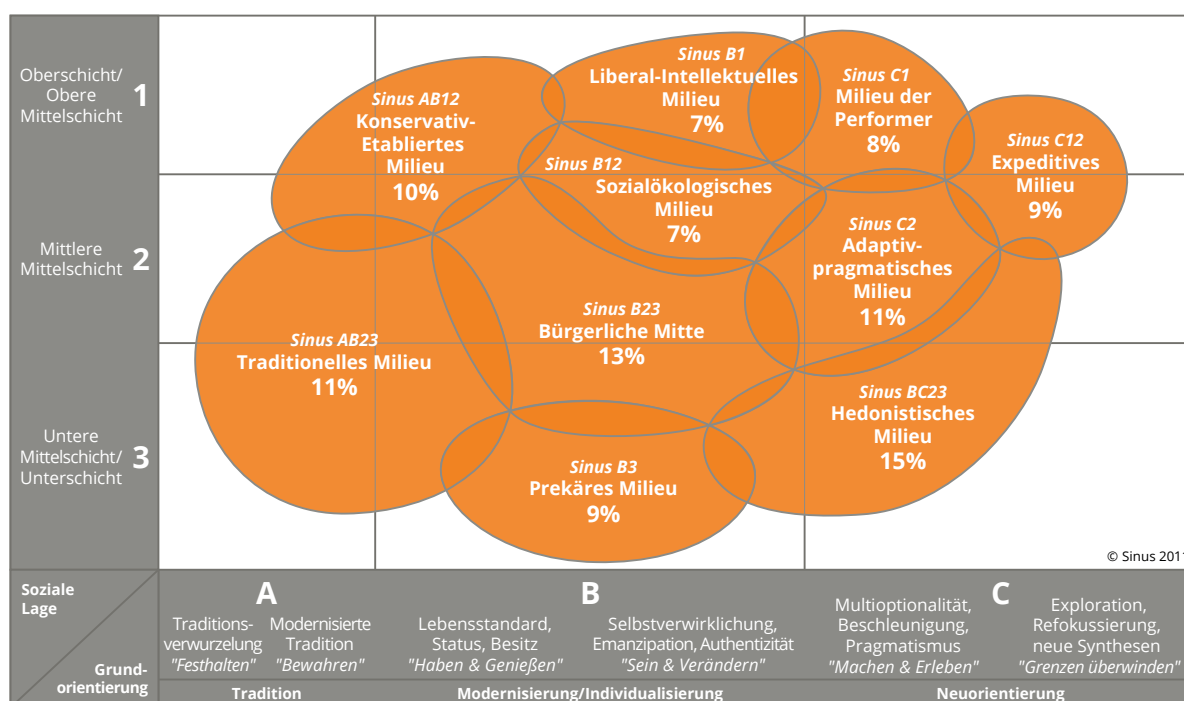 Oberschicht/
Obere
Mittelschicht
1
Mittlere
Mittelschicht
2
Untere
Mittelschicht/
Unterschicht
3
Sinus AB12
Konservativ-
Etabliertes
Milieu
10%
Sinus B1
Liberal-Intellektuelles
Milieu
7%
Sinus C1
Milieu der
Performer
8%
Sinus C12
Expeditives
Milieu
9%
Sinus B12
Sozialökologisches
Milieu
7%
Sinus C2
Adaptiv-
pragmatisches
Milieu
11%
Sinus AB23
Traditionelles Milieu
11%
Sinus B23
Bürgerliche Mitte
13%
Sinus BC23
Hedonistisches
Milieu
15%
Sinus B3
Prekäres Milieu
9%
© Sinus 2011
Soziale
Lage
Grund-
orientierung
A
Traditions-
verwurzelung
"Festhalten"
Modernisierte
Tradition
"Bewahren"
B
Lebensstandard,
Status, Besitz
"Haben & Genießen"
Selbstverwirklichung,
Emanzipation, Authentizität
"Sein & Verändern"
C
Multioptionalität,
Beschleunigung,
Pragmatismus
"Machen & Erleben"
Exploration,
Refokussierung,
neue Synthesen
"Grenzen überwinden"
Tradition
Modernisierung/Individualisierung
Neuorientierung